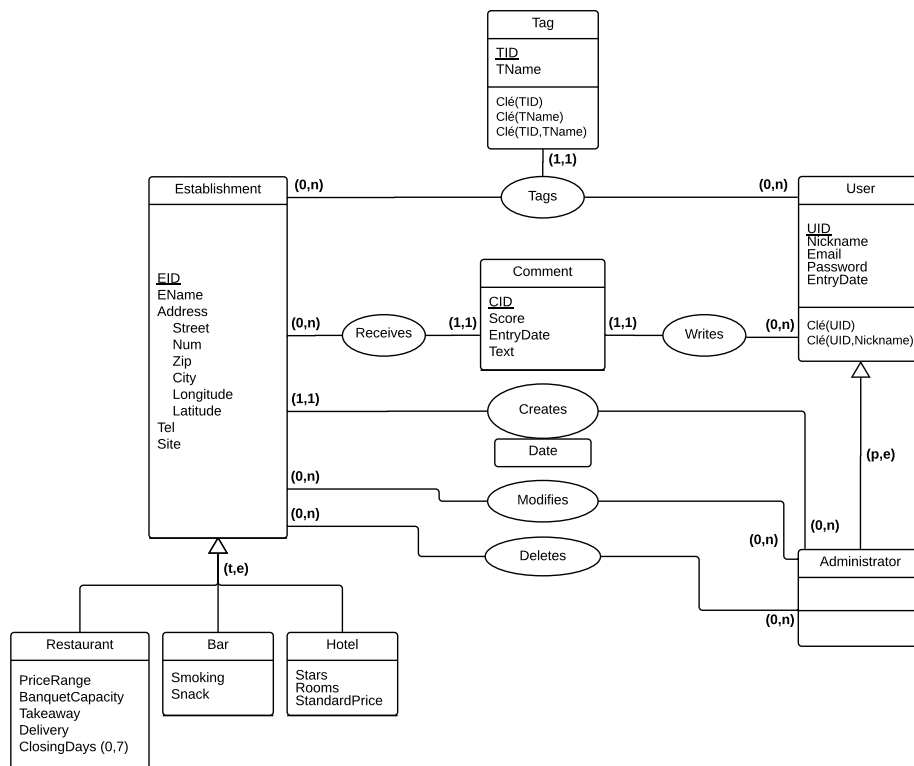 Tag
TID
TName
Clé(TID)
Clé(TName)
Clé(TID,TName)
(1,1)
Establishment
(0,n)
Tags
(0,n)
User
EID
EName
Address
Street
Num
Zip
City
Longitude
Latitude
Tel
Site
UID
Nickname
Email
Password
EntryDate
Clé(UID)
Clé(UID,Nickname)
(0,n)
Receives
(1,1)
Comment
CID
Score
EntryDate
Text
(1,1)
Writes
(0,n)
(1,1)
Creates
Date
(p,e)
(0,n)
Modifies
(0,n)
(0,n)
(0,n)
Deletes
Administrator
(0,n)
(t,e)
Restaurant
PriceRange
BanquetCapacity
Takeaway
Delivery
ClosingDays (0,7)
Bar
Smoking
Snack
Hotel
Stars
Rooms
StandardPrice